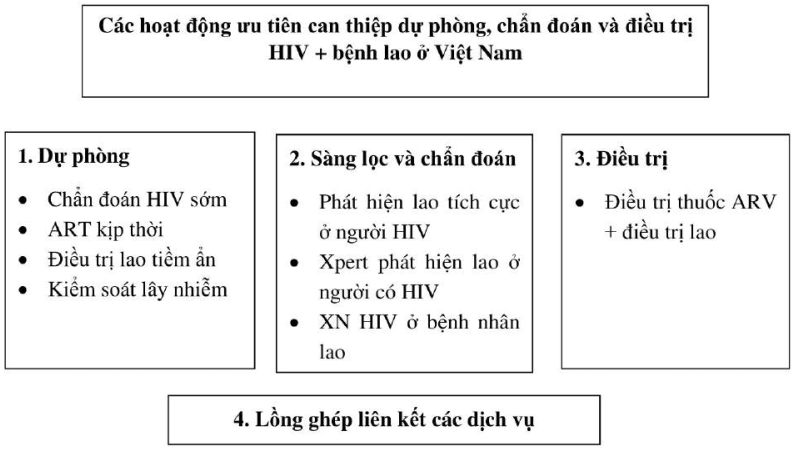 Các hoạt động ưu tiên can thiệp dự phòng, chẩn đoán và điều trị
HIV + bệnh lao ở Việt Nam
1. Dự phòng
• Chẩn đoán HIV sớm
• ART kịp thời
• Điều trị lao tiềm ẩn
• Kiểm soát lây nhiễm
2. Sàng lọc và chẩn đoán
• Phát hiện lao tích cực
ở người HIV
• Xpert phát hiện lao ở
người có HIV
• XN HIV ở bệnh nhân
lao
3. Điều trị
• Điều trị thuốc ARV
+ điều trị lao
4. Lồng ghép liên kết các dịch vụ